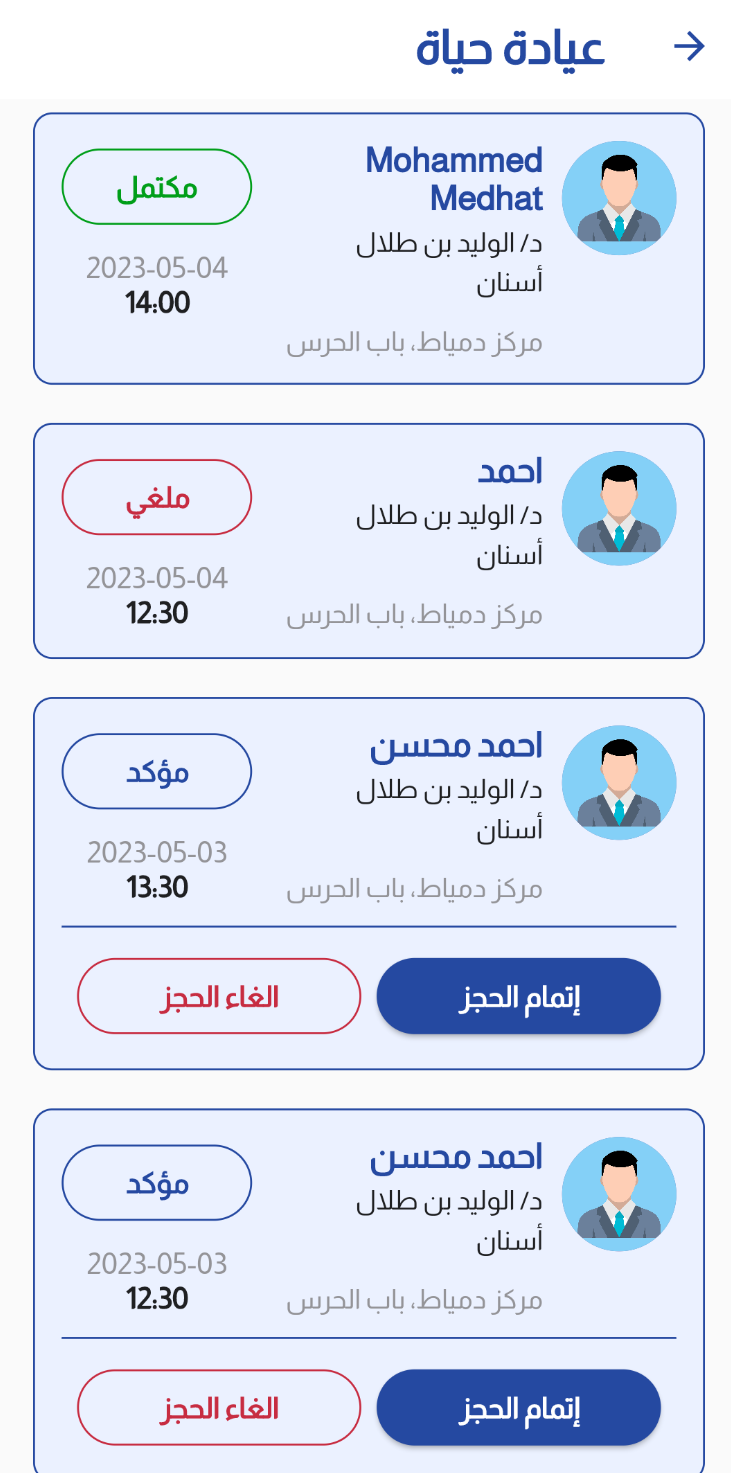 عيادة حياة
Mohammed
Medhat
د/ الوليد بن طلال
أسنان
مركز دمياط، باب الحرس
مكتمل
2023-05-04
14:00
احمد
د/ الوليد بن طلال
أسنان
مركز دمياط، باب الحرس
ملغي
2023-05-04
12:30
احمد محسن
د/ الوليد بن طلال
أسنان
مركز دمياط، باب الحرس
مؤكد
2023-05-03
13:30
إتمام الحجز
الغاء الحجز
احمد محسن
د/ الوليد بن طلال
أسنان
مركز دمياط، باب الحرس
مؤكد
2023-05-03
12:30
إتمام الحجز
الغاء الحجز